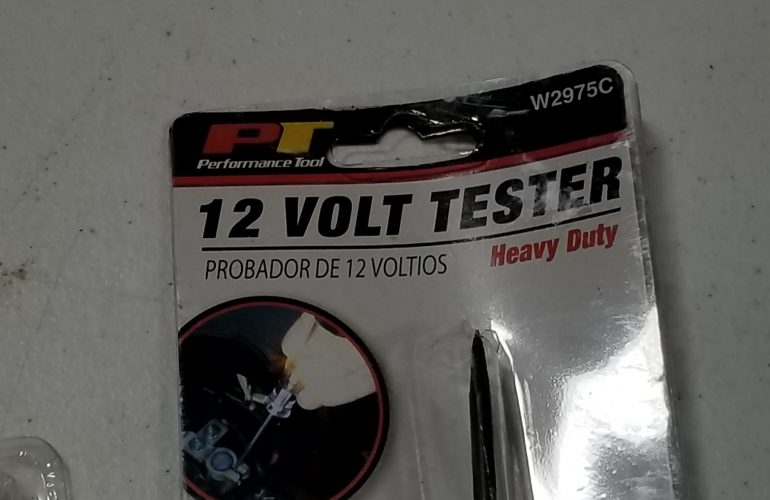 W2975C
PT
Performance Tool
12 VOLT TESTER
PROBADOR DE 12 VOLTIOS
Heavy Duty